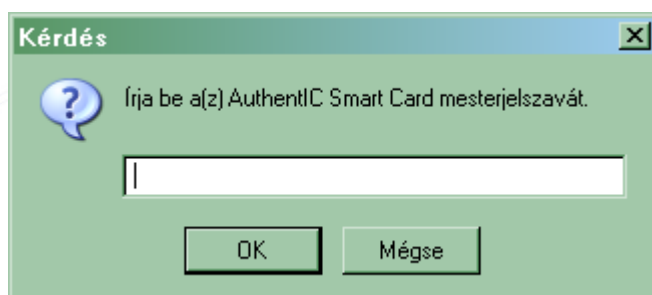 Kérdés
Írja be a(z) AuthentIC Smart Card mesterjelszavát.
OK
Mégse